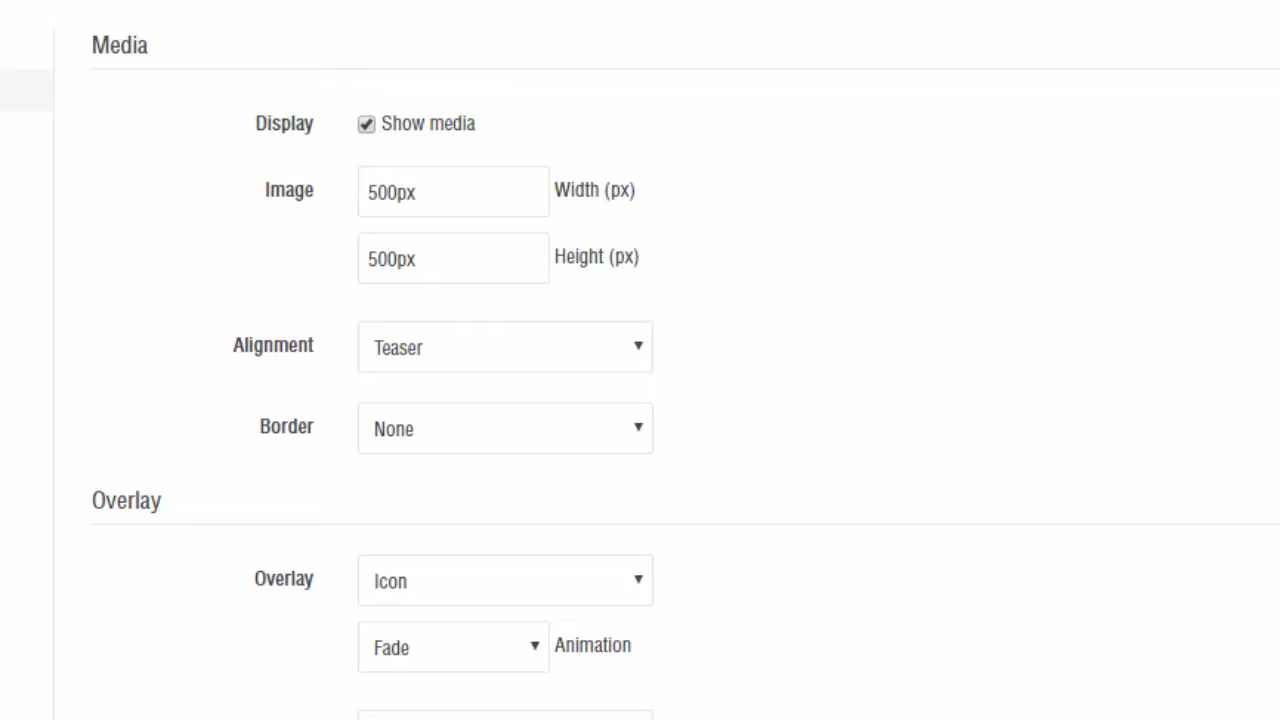 Media
Display Show media
Image 500px Width (px)
500px Height (px)
Alignment Teaser
Border None
Overlay
Overlay Icon
Fade Animation